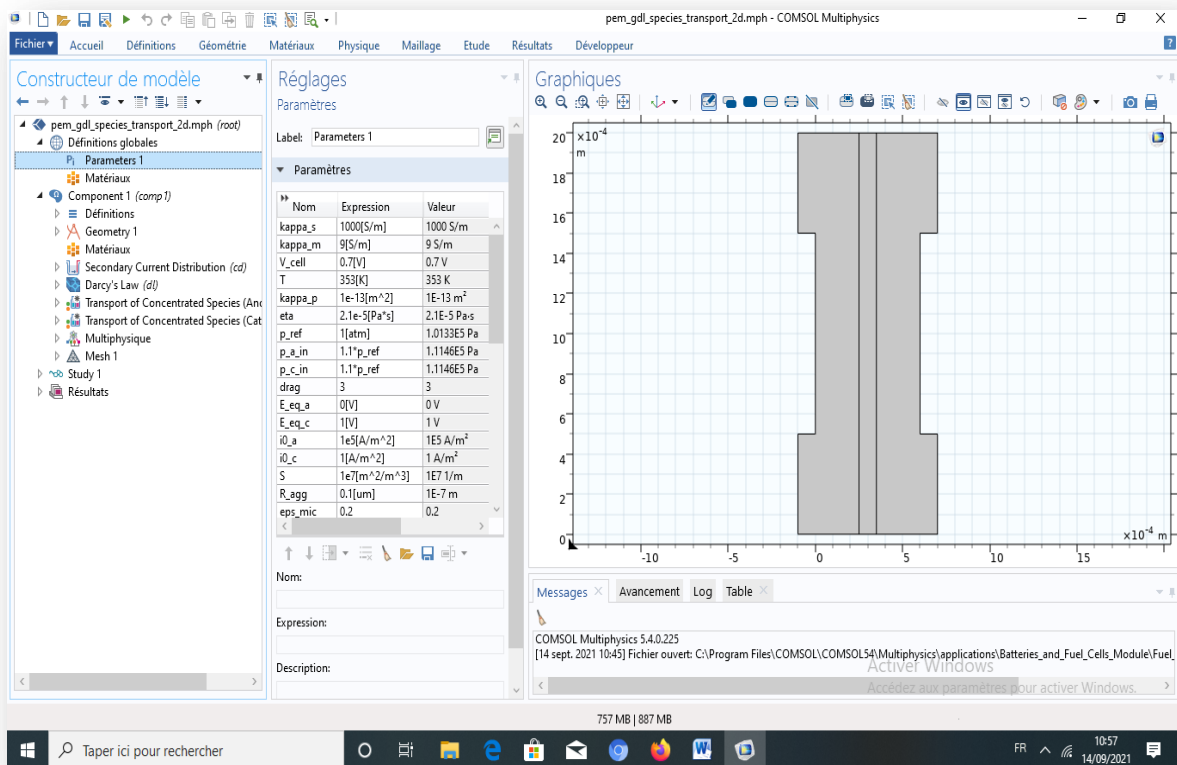 pem_gdl_species_transport_2d.mph - COMSOL Multiphysics
Fichier Accueil Définitions Géométrie Matériaux Physique Maillage Etude Résultats Développeur
Constructeur de modèle
pem_gdl_species_transport_2d.mph (root)
Définitions globales
Pi Parameters 1
Matériaux
Component 1 (comp1)
Définitions
Geometry 1
Matériaux
Secondary Current Distribution (cd)
Darcy's Law (dl)
Transport of Concentrated Species (Ano
Transport of Concentrated Species (Cat
Multiphysique
Mesh 1
Study 1
Résultats
Réglages
Paramètres
Label: Parameters 1
Paramètres
Nom Expression Valeur
kappa_s 1000[S/m] 1000 S/m
kappa_m 9[S/m] 9 S/m
V_cell 0.7[V] 0.7 V
T 353[K] 353 K
kappa_p 1e-13[m^2] 1E-13 m²
eta 2.1e-5[Pa*s] 2.1E-5 Pa·s
p_ref 1[atm] 1.0133E5 Pa
p_a_in 1.1*p_ref 1.1146E5 Pa
p_c_in 1.1*p_ref 1.1146E5 Pa
drag 3 3
E_eq_a 0[V] 0 V
E_eq_c 1[V] 1 V
i0_a 1e5[A/m^2] 1E5 A/m²
i0_c 1[A/m^2] 1 A/m²
S 1e7[m^2/m^3] 1E7 1/m
R_agg 0.1[um] 1E-7 m
eps_mic 0.2 0.2
Nom:
Expression:
Description:
Graphiques
20 ×10⁻⁴
m
18
16
14
12
10
8
6
4
2
0
×10⁻⁴ m
-10 -5 0 5 10 15
Messages Avancement Log Table
COMSOL Multiphysics 5.4.0.225
[14 sept. 2021 10:45] Fichier ouvert: C:\Program Files\COMSOL\COMSOL54\Multiphysics\applications\Batteries_and_Fuel_Cells_Module\Fuel_
Activer Windows
Accédez aux paramètres pour activer Windows.
757 MB | 887 MB
Taper ici pour rechercher
FR
10:57
14/09/2021